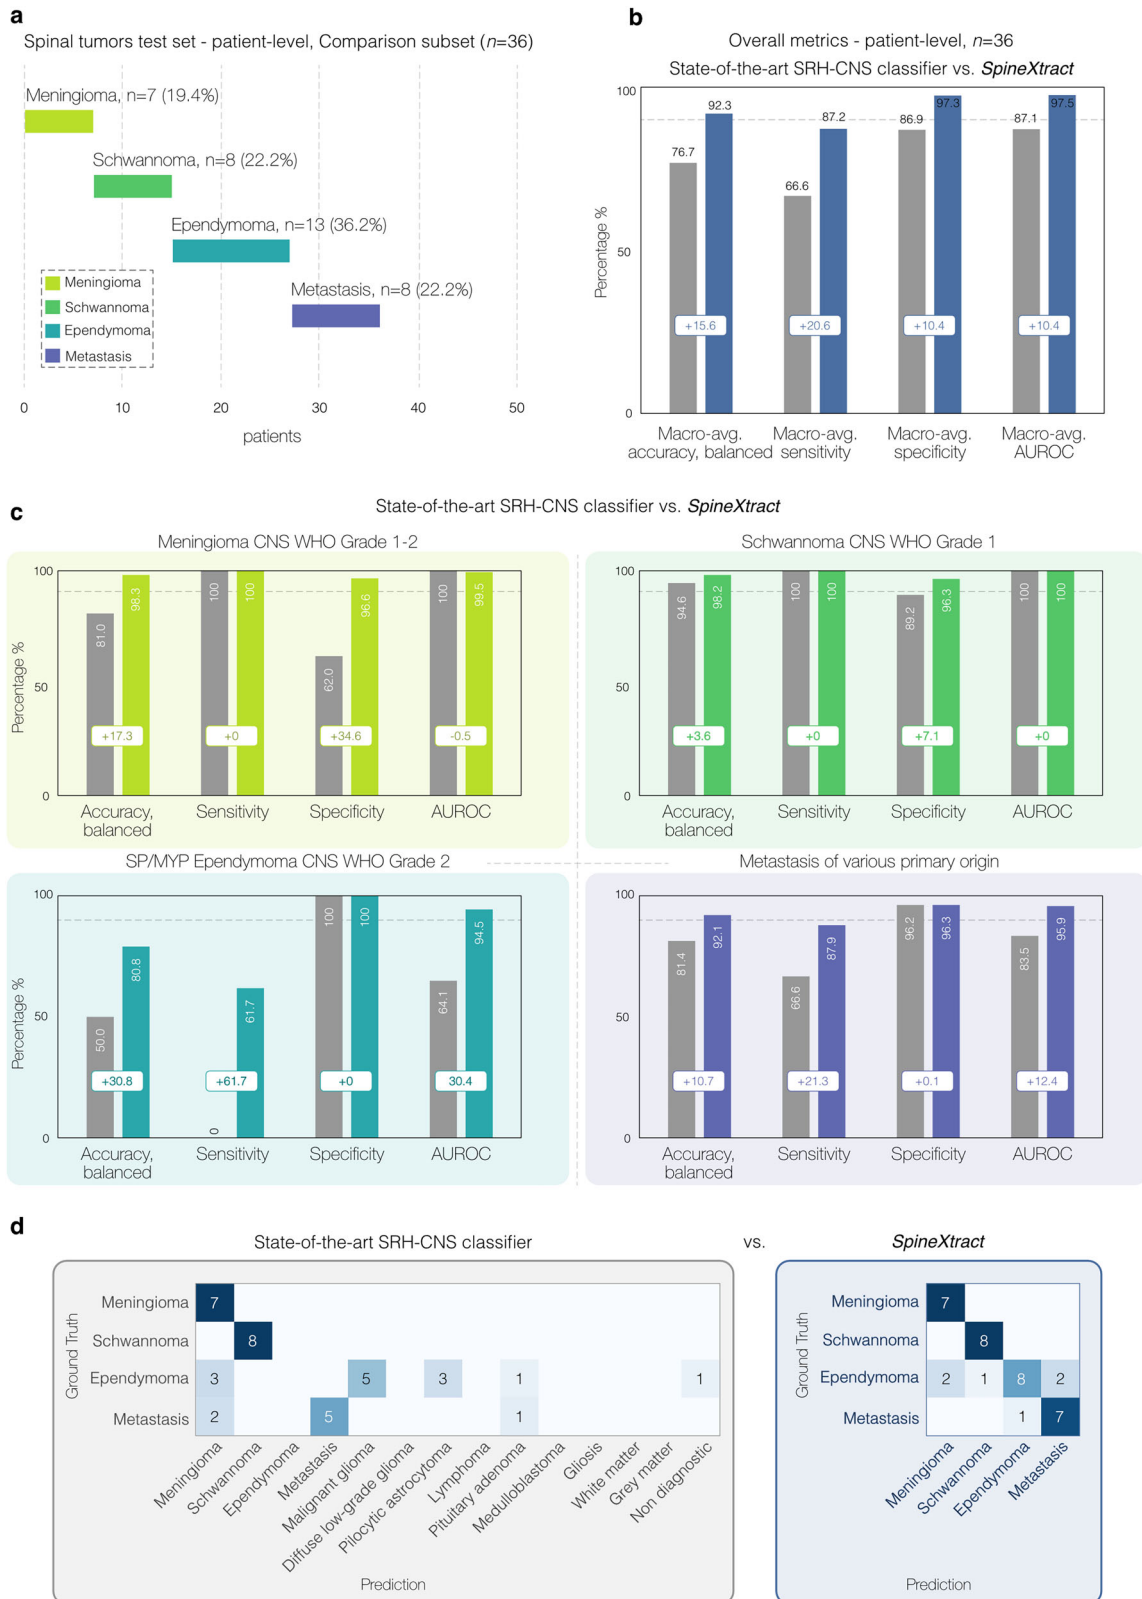 a
Spinal tumors test set - patient-level, Comparison subset (n=36)
Meningioma, n=7 (19.4%)
Schwannoma, n=8 (22.2%)
Ependymoma, n=13 (36.2%)
Metastasis, n=8 (22.2%)
Meningioma
Schwannoma
Ependymoma
Metastasis
0 10 20 30 40 50
patients
b
Overall metrics - patient-level, n=36
State-of-the-art SRH-CNS classifier vs. SpineXtract
Percentage %
100
50
0
76.7 92.3 66.6 87.2 86.9 97.3 87.1 97.5
+15.6 +20.6 +10.4 +10.4
Macro-avg. Macro-avg. Macro-avg. Macro-avg.
accuracy, balanced sensitivity specificity AUROC
c
State-of-the-art SRH-CNS classifier vs. SpineXtract
Meningioma CNS WHO Grade 1-2
Percentage %
100
50
0
81.0 98.3 100 100 62.0 96.6 100 99.5
+17.3 +0 +34.6 -0.5
Accuracy, Sensitivity Specificity AUROC
balanced
Schwannoma CNS WHO Grade 1
100
50
0
94.6 98.2 100 100 89.2 96.3 100 100
+3.6 +0 +7.1 +0
Accuracy, Sensitivity Specificity AUROC
balanced
SP/MYP Ependymoma CNS WHO Grade 2
Percentage %
100
50
0
50.0 80.8 0 61.7 100 100 64.1 94.5
+30.8 +61.7 +0 30.4
Accuracy, Sensitivity Specificity AUROC
balanced
Metastasis of various primary origin
100
50
0
81.4 92.1 66.6 87.9 96.2 96.3 83.5 95.9
+10.7 +21.3 +0.1 +12.4
Accuracy, Sensitivity Specificity AUROC
balanced
d
State-of-the-art SRH-CNS classifier vs. SpineXtract
Ground Truth
Meningioma 7
Schwannoma 8
Ependymoma 3 5 3 1 1
Metastasis 2 5 1
Meningioma
Schwannoma
Ependymoma
Metastasis
Malignant glioma
Diffuse low-grade glioma
Pilocytic astrocytoma
Lymphoma
Pituitary adenoma
Medulloblastoma
Gliosis
White matter
Grey matter
Non diagnostic
Prediction
Ground Truth
Meningioma 7
Schwannoma 8
Ependymoma 2 1 8 2
Metastasis 1 7
Meningioma
Schwannoma
Ependymoma
Metastasis
Prediction